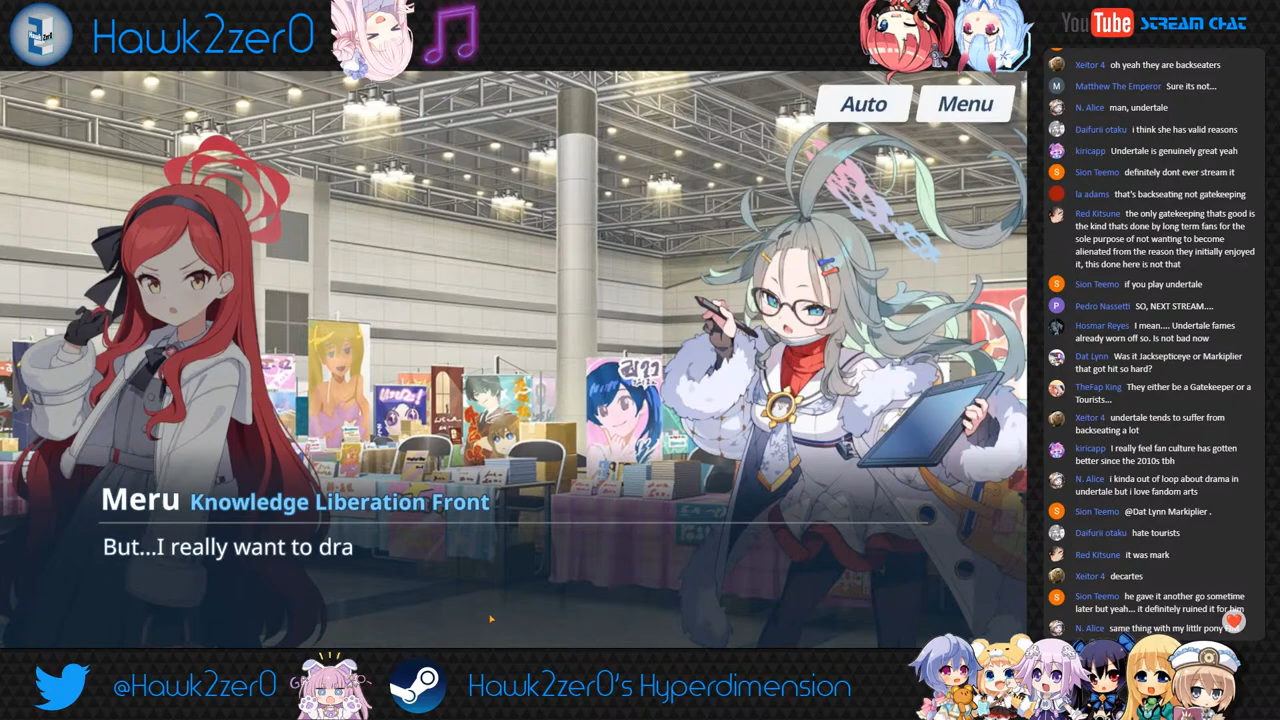 Hawk2zer0
YouTube STREAM CHAT
Auto
Menu
Xeitor 4 oh yeah they are backseaters
Matthew The Emperor Sure its not...
N. Alice man, undertale
Daifurii otaku i think she has valid reasons
kiricapp Undertale is genuinely great yeah
Sion Teemo definitely dont ever stream it
la adams that's backseating not gatekeeping
Red Kitsune the only gatekeeping thats good is
the kind thats done by long term fans for the
sole purpose of not wanting to become
alienated from the reason they initially enjoyed
it, this done here is not that
Sion Teemo if you play undertale
Pedro Nassetti SO, NEXT STREAM....
Hosmar Reyes I mean.... Undertale fames
already worn off so. Is not bad now
Dat Lynn Was it Jacksepticeye or Markiplier
that got hit so hard?
TheFap King They either be a Gatekeeper or a
Tourists...
Xeitor 4 undertale tends to suffer from
backseating a lot
kiricapp I really feel fan culture has gotten
better since the 2010s tbh
N. Alice i kinda out of loop about drama in
undertale but i love fandom arts
Sion Teemo @Dat Lynn Markiplier .
Daifurii otaku hate tourists
Red Kitsune it was mark
Xeitor 4 decartes
Sion Teemo he gave it another go sometime
later but yeah... it definitely ruined it for him
N. Alice same thing with my littlr pony
Meru Knowledge Liberation Front
But...I really want to dra
@Hawk2zer0
Hawk2zer0's Hyperdimension